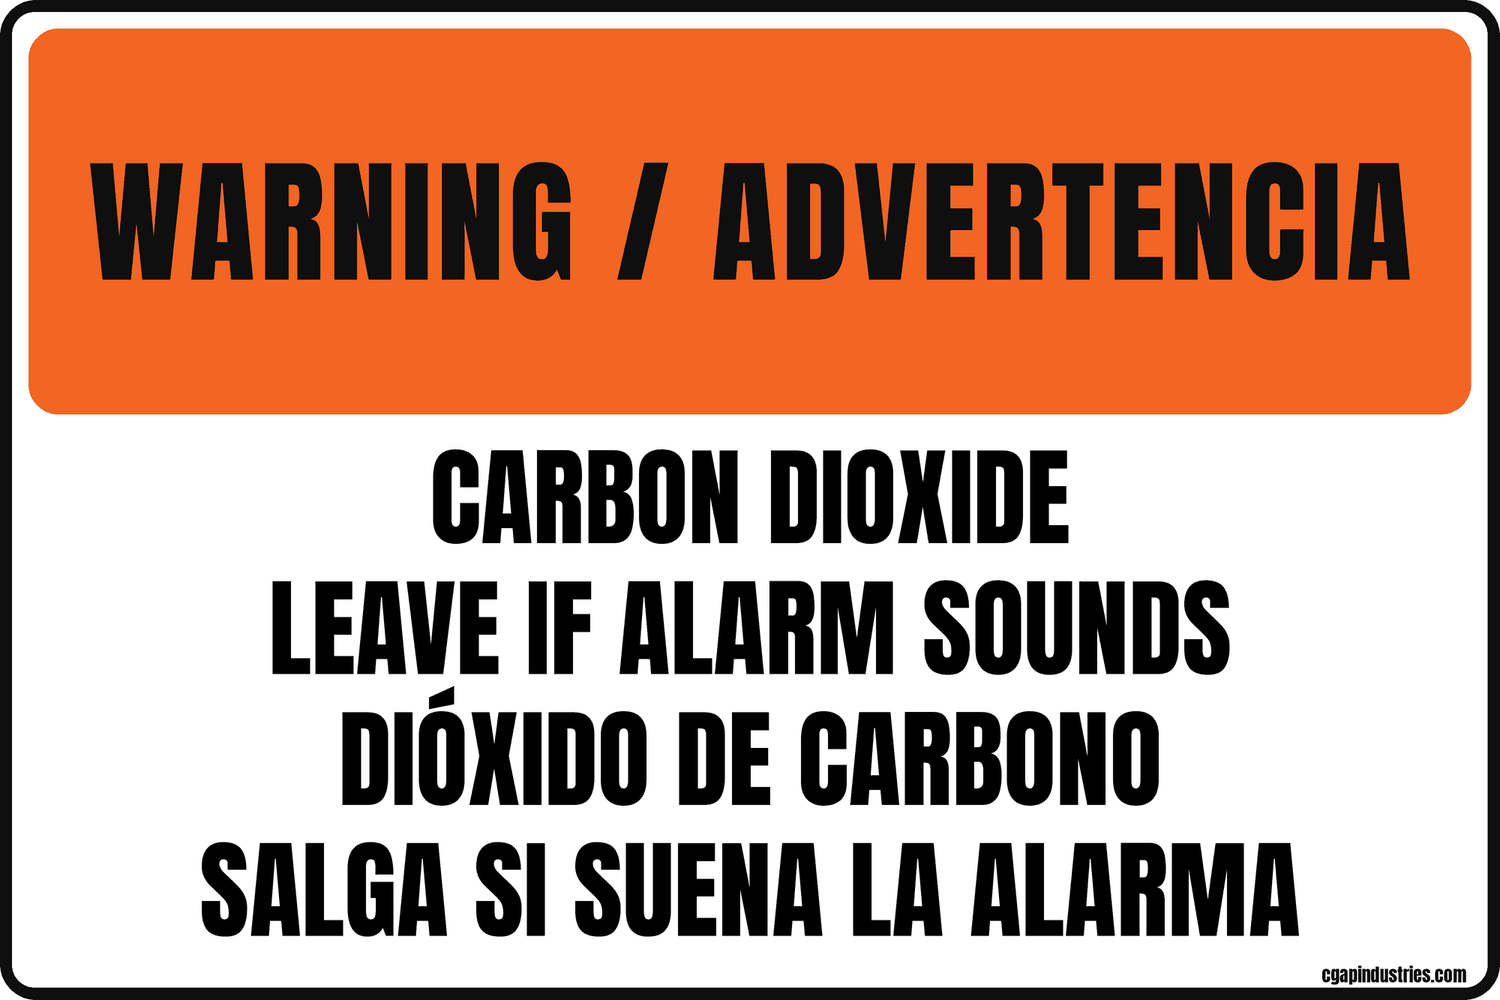 WARNING / ADVERTENCIA
CARBON DIOXIDE
LEAVE IF ALARM SOUNDS
DIÓXIDO DE CARBONO
SALGA SI SUENA LA ALARMA
cgapindustries.com